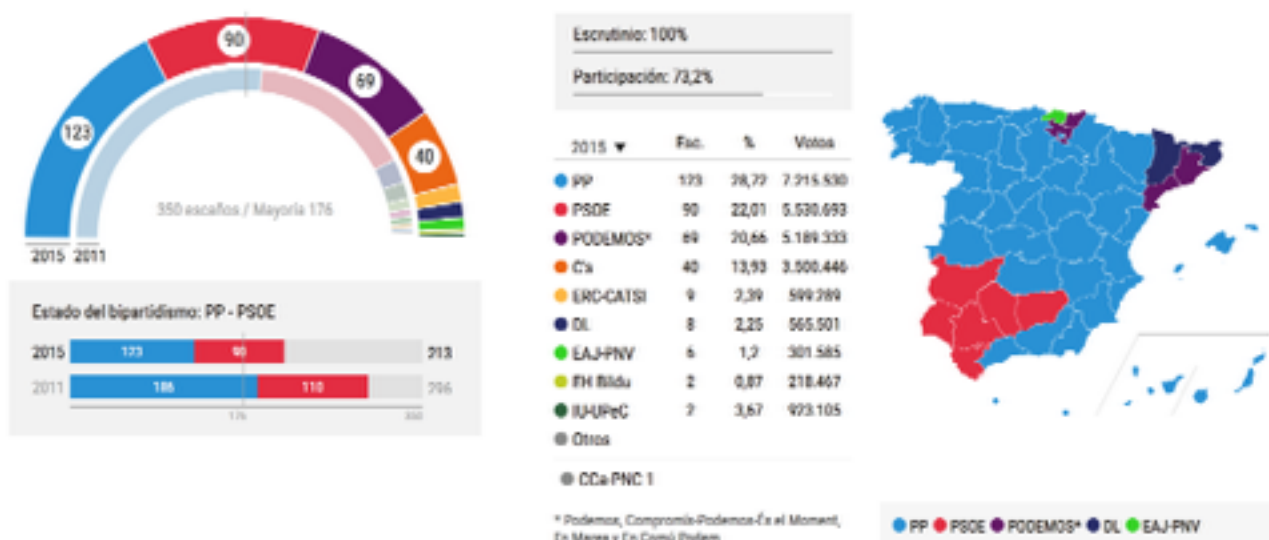 90
69
123
40
350 escaños / Mayoría 176
2015 2011
Estado del bipartidismo: PP - PSOE
2015 123 90 213
2011 186 110 296
176 350
Escrutinio: 100%
Participación: 73,2%
2015 ▼ Esc. % Votos
PP 123 28,72 7.215.530
PSOE 90 22,01 5.530.693
PODEMOS* 69 20,66 5.189.333
C's 40 13,93 3.500.446
ERC-CATSI 9 2,39 599.289
DL 8 2,25 565.501
EAJ-PNV 6 1,2 301.585
EH Bildu 2 0,87 218.467
IU-UPeC 2 3,67 923.105
Otros
CCa-PNC 1
* Podemos, Compromís-Podemos-És el Moment,
En Marea y En Comú Podem
PP PSOE PODEMOS* DL EAJ-PNV